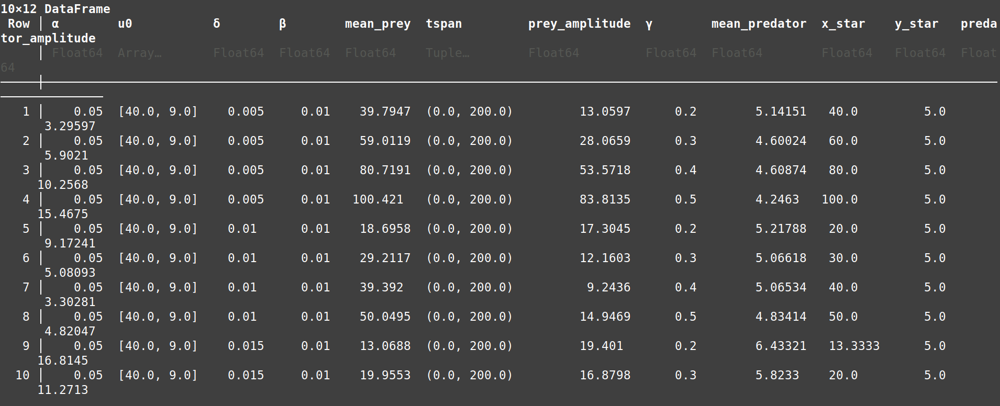 10×12 DataFrame
 Row │ α        u0           δ        β        mean_prey  tspan         prey_amplitude  γ        mean_predator  x_star    y_star   preda
tor_amplitude
     │ Float64  Array…       Float64  Float64  Float64    Tuple…        Float64         Float64  Float64        Float64   Float64  Float
64
─────┼──────────────────────────────────────────────────────────────────────────────────────────────────────────────────────────────────
──────────────
   1 │    0.05  [40.0, 9.0]    0.005     0.01    39.7947  (0.0, 200.0)         13.0597      0.2        5.14151   40.0         5.0
      3.29597
   2 │    0.05  [40.0, 9.0]    0.005     0.01    59.0119  (0.0, 200.0)         28.0659      0.3        4.60024   60.0         5.0
      5.9021
   3 │    0.05  [40.0, 9.0]    0.005     0.01    80.7191  (0.0, 200.0)         53.5718      0.4        4.60874   80.0         5.0
     10.2568
   4 │    0.05  [40.0, 9.0]    0.005     0.01   100.421   (0.0, 200.0)         83.8135      0.5        4.2463   100.0         5.0
     15.4675
   5 │    0.05  [40.0, 9.0]    0.01      0.01    18.6958  (0.0, 200.0)         17.3045      0.2        5.21788   20.0         5.0
      9.17241
   6 │    0.05  [40.0, 9.0]    0.01      0.01    29.2117  (0.0, 200.0)         12.1603      0.3        5.06618   30.0         5.0
      5.08093
   7 │    0.05  [40.0, 9.0]    0.01      0.01    39.392   (0.0, 200.0)          9.2436      0.4        5.06534   40.0         5.0
      3.30281
   8 │    0.05  [40.0, 9.0]    0.01      0.01    50.0495  (0.0, 200.0)         14.9469      0.5        4.83414   50.0         5.0
      4.82047
   9 │    0.05  [40.0, 9.0]    0.015     0.01    13.0688  (0.0, 200.0)         19.401       0.2        6.43321   13.3333      5.0
     16.8145
  10 │    0.05  [40.0, 9.0]    0.015     0.01    19.9553  (0.0, 200.0)         16.8798      0.3        5.8233    20.0         5.0
     11.2713